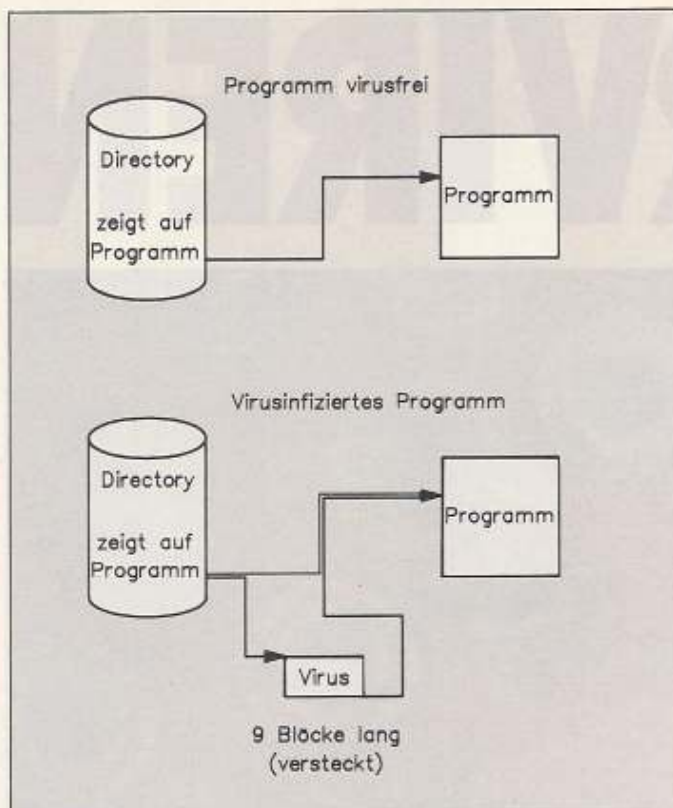 Programm virusfrei
Directory
zeigt auf
Programm
Programm
Virusinfiziertes Programm
Directory
zeigt auf
Programm
Programm
Virus
9 Blöcke lang
(versteckt)